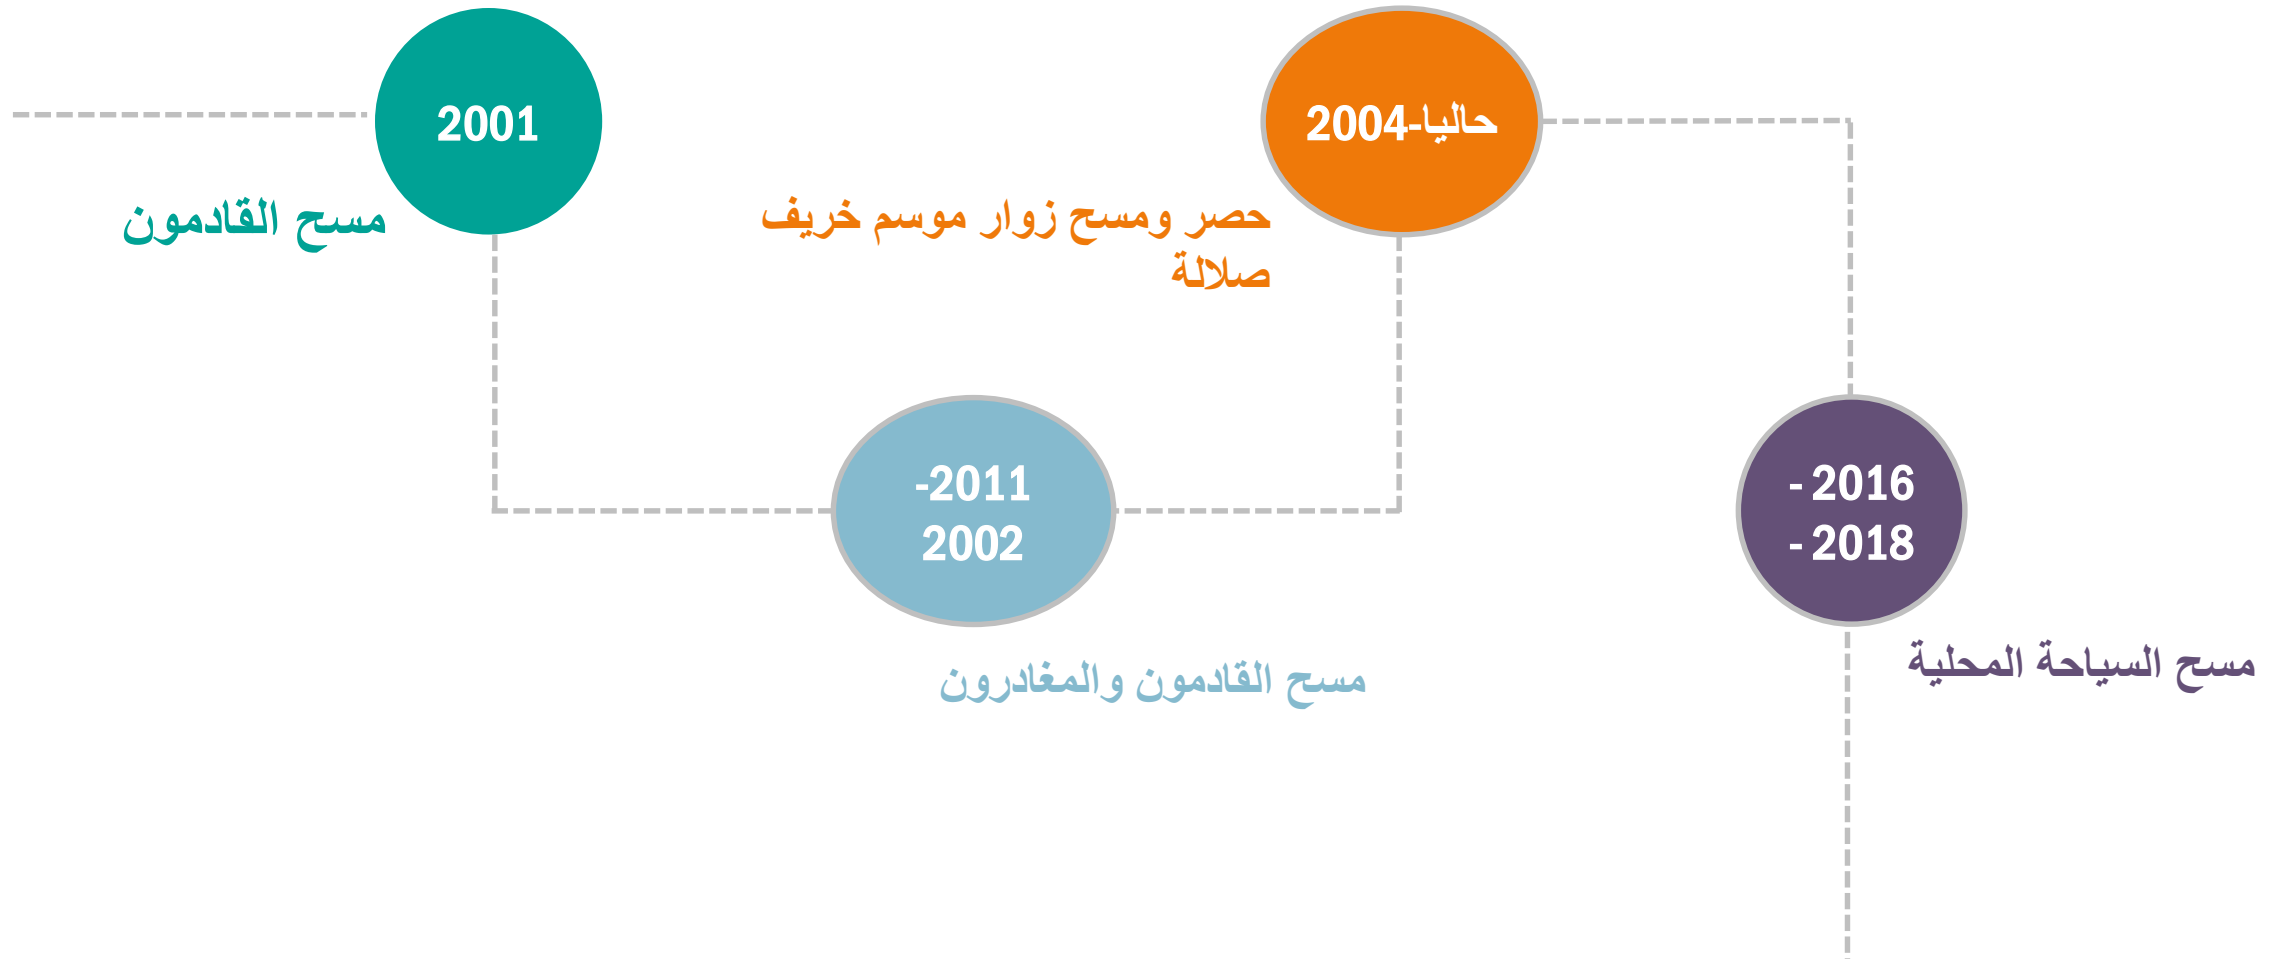 2001
مسح القادمون
2011-
2002
مسح القادمون والمغادرون
2004-حاليا
حصر ومسح زوار موسم خريف
صلالة
2016 -
2018 -
مسح السياحة المحلية